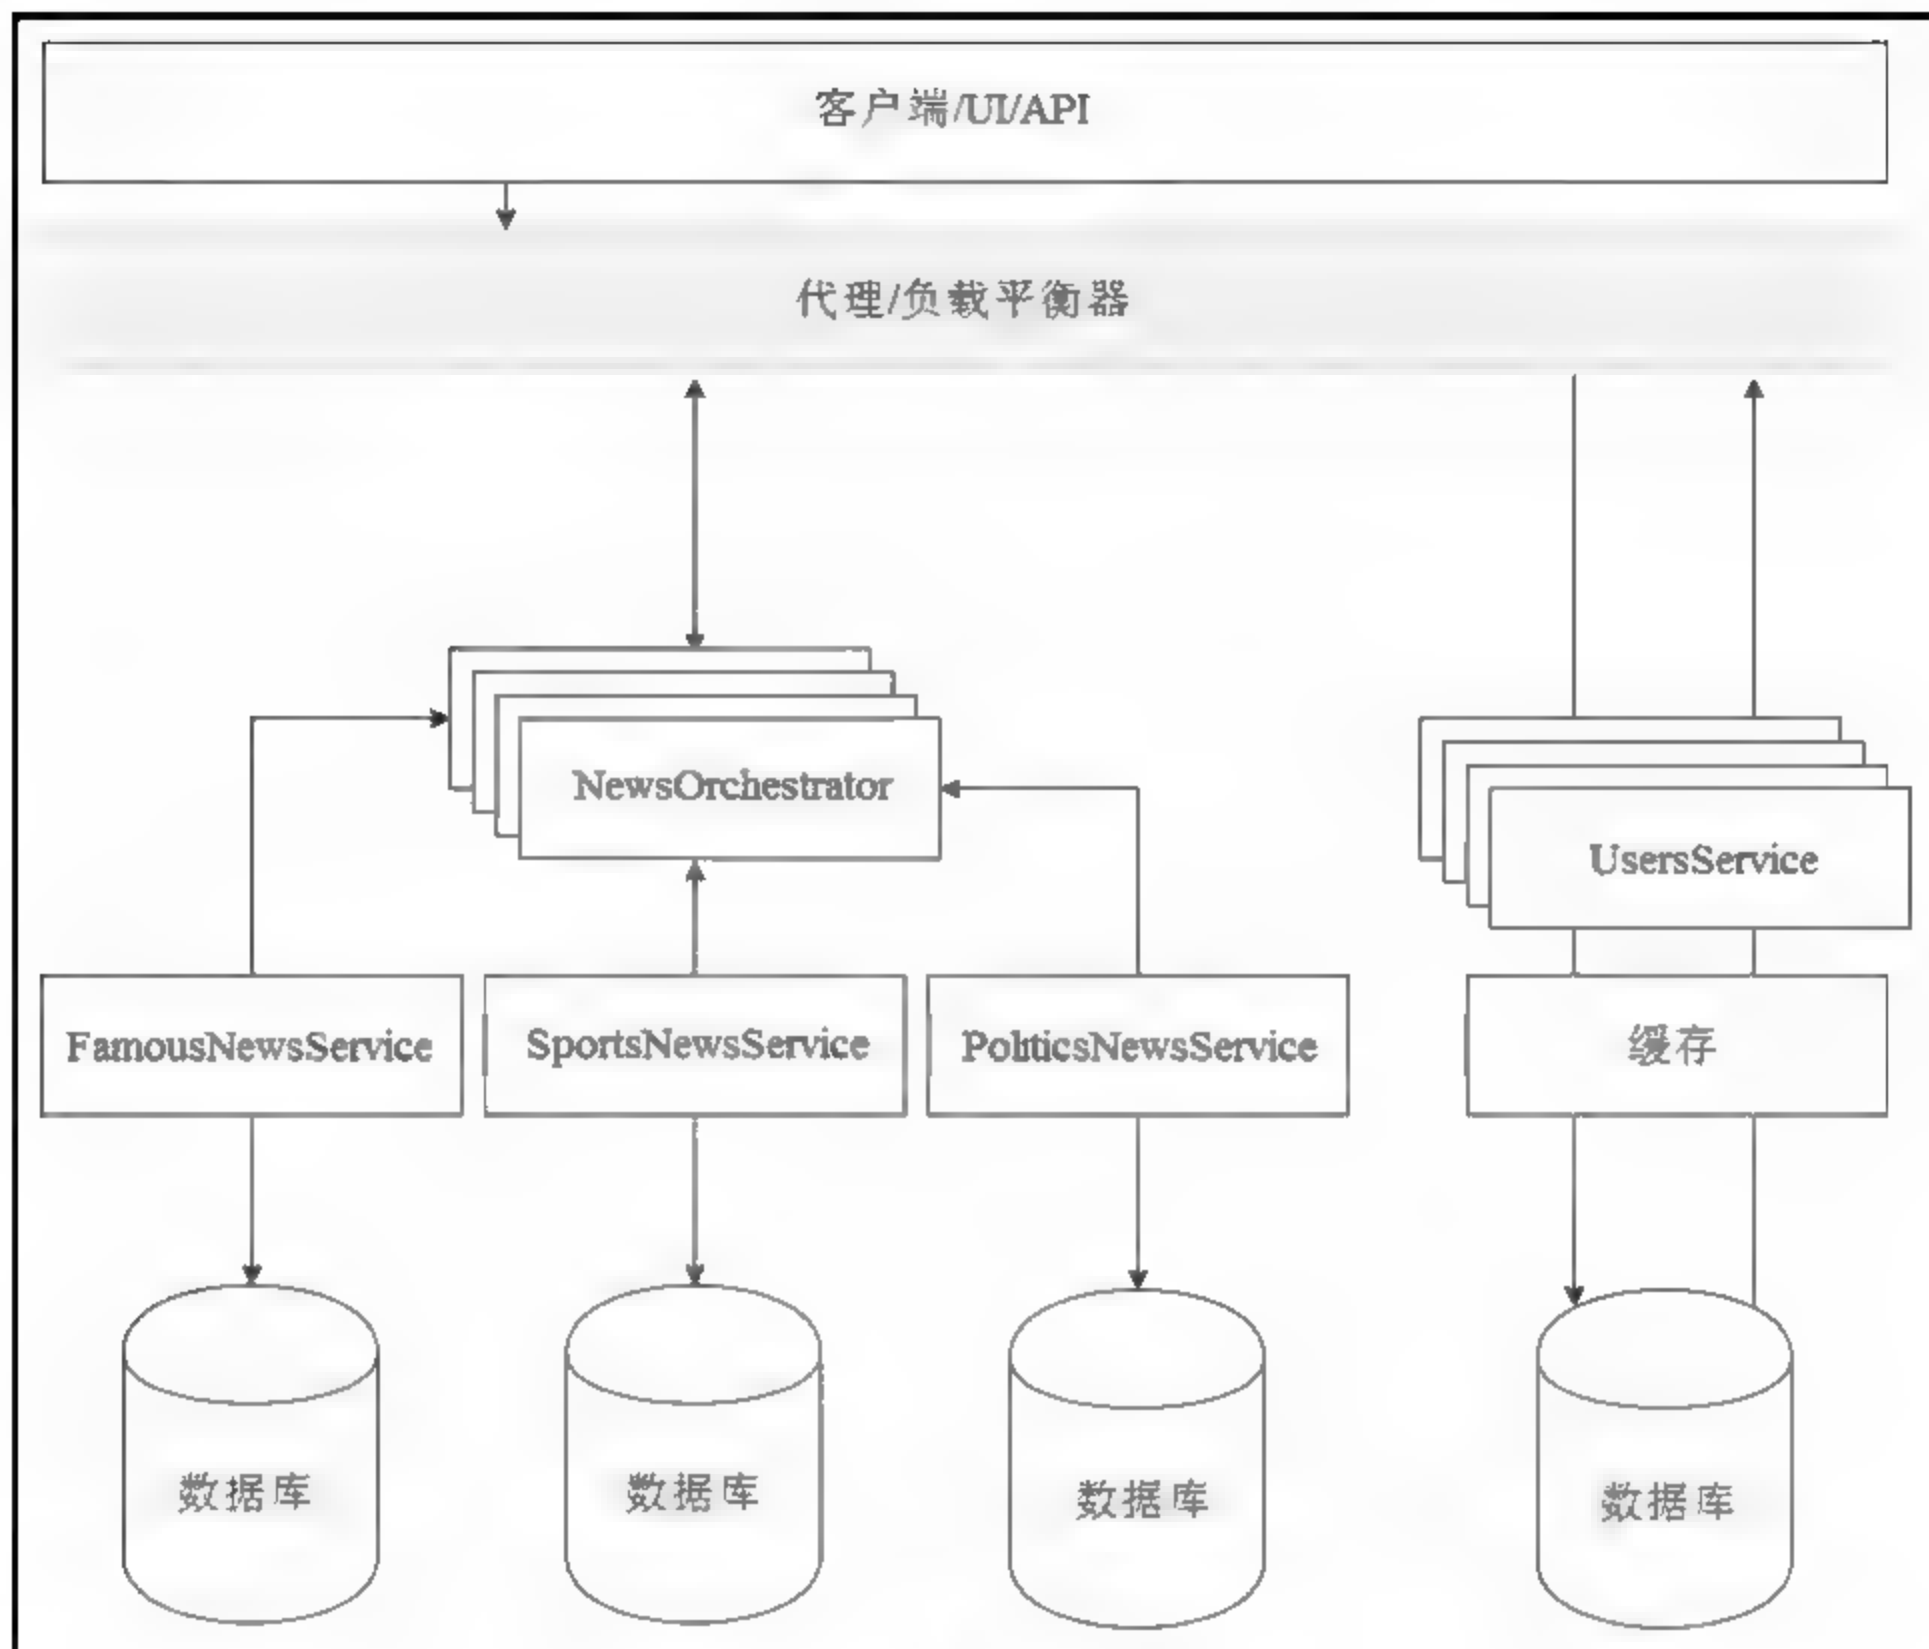 客户端/UI/API
代理/负载平衡器
NewsOrchestrator
UsersService
FamousNewsService
SportsNewsService
PoliticsNewsService
缓存
数据库
数据库
数据库
数据库